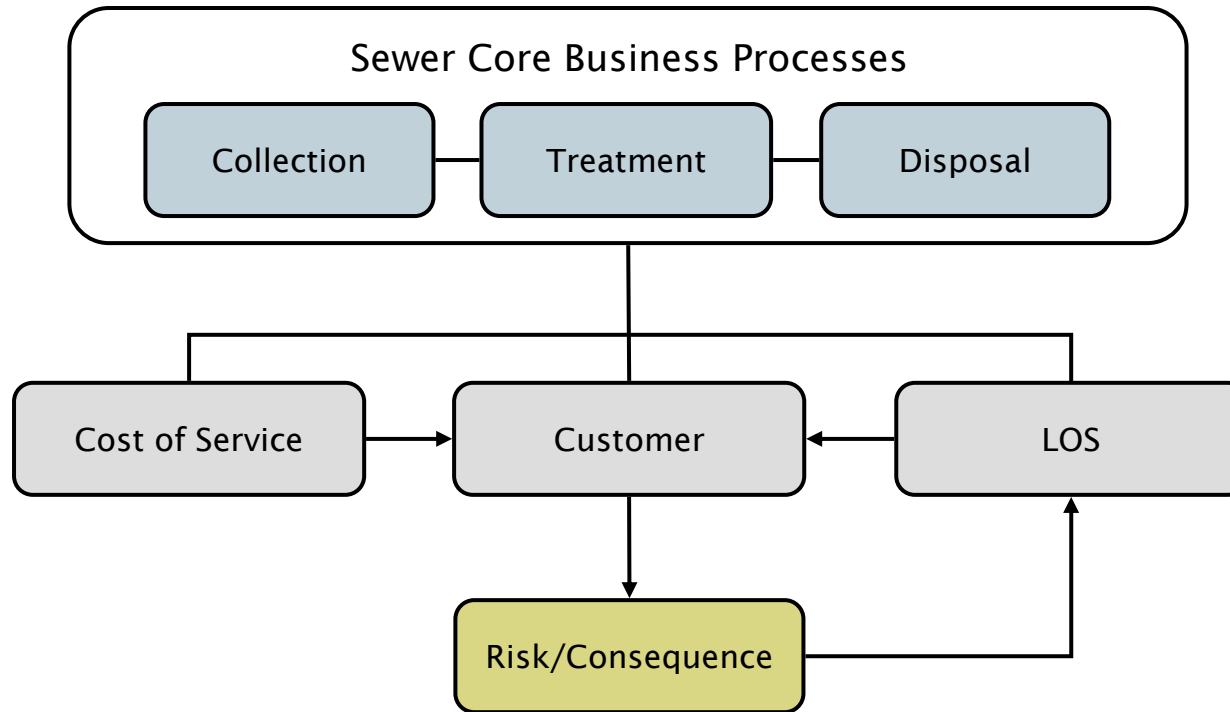 Sewer Core Business Processes
Collection
Treatment
Disposal
Cost of Service
Customer
LOS
Risk/Consequence